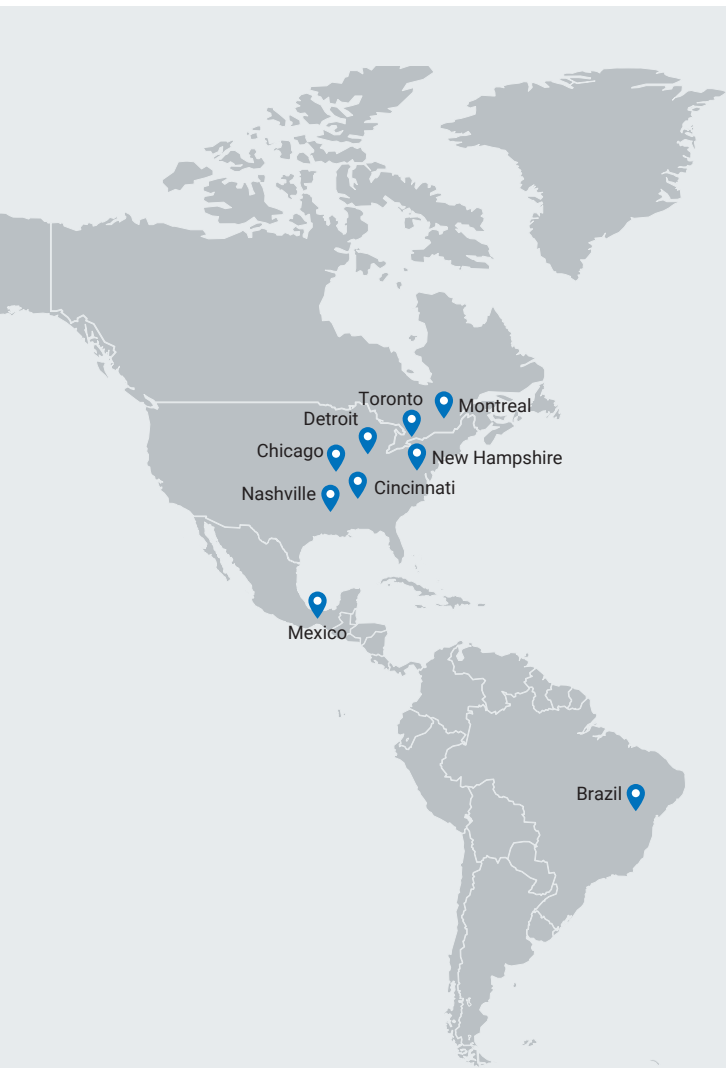 Toronto
Montreal
Detroit
Chicago
New Hampshire
Cincinnati
Nashville
Mexico
Brazil